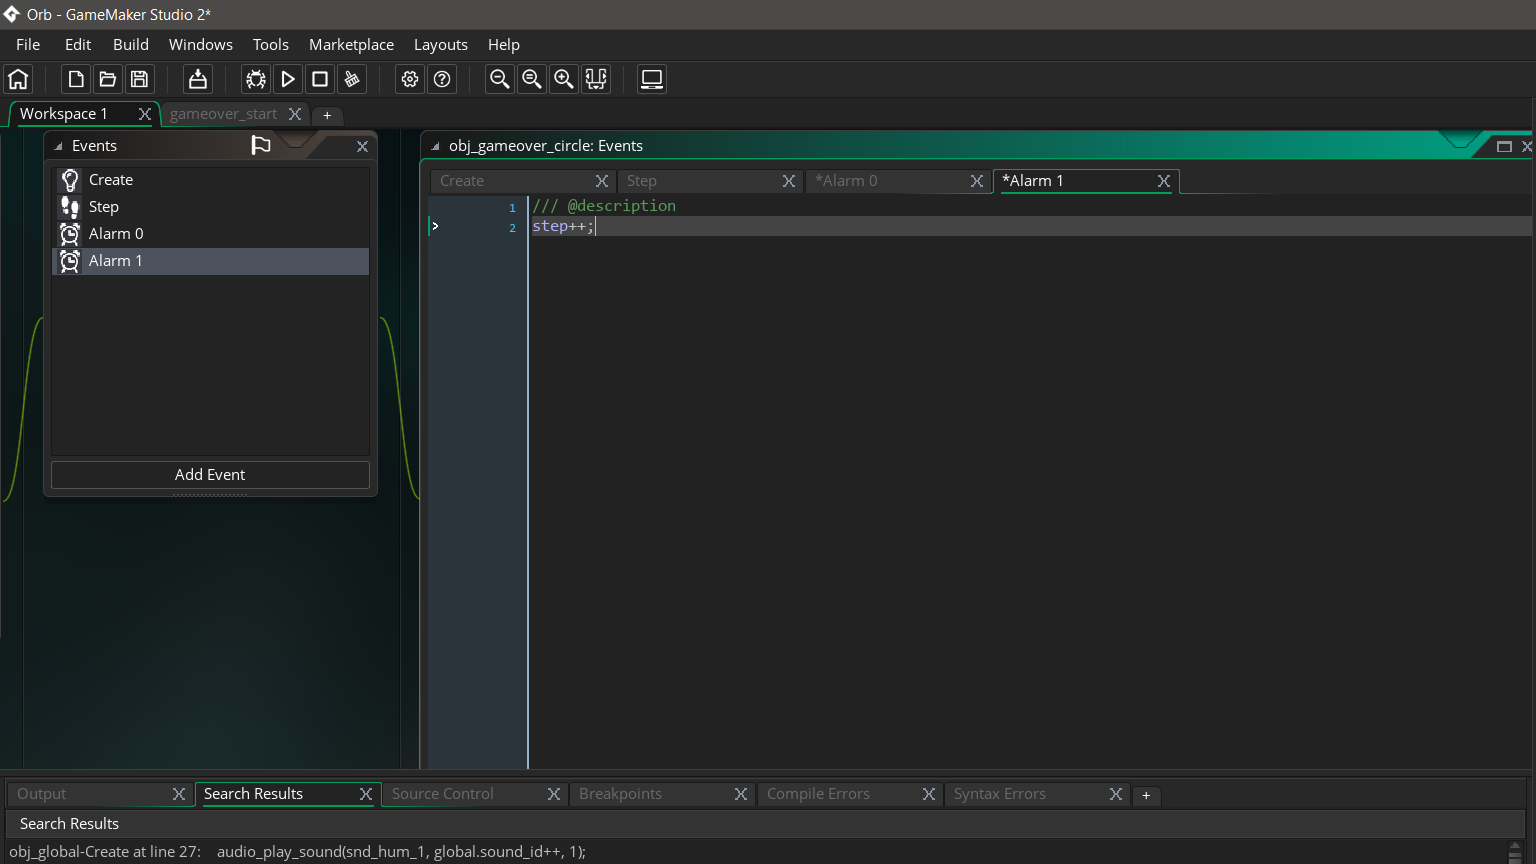 Orb - GameMaker Studio 2*
File Edit Build Windows Tools Marketplace Layouts Help
Workspace 1 gameover_start +
Events
Create
Step
Alarm 0
Alarm 1
Add Event
obj_gameover_circle: Events
Create Step *Alarm 0 *Alarm 1
1 /// @description
2 step++;
Output Search Results Source Control Breakpoints Compile Errors Syntax Errors +
Search Results
obj_global-Create at line 27: audio_play_sound(snd_hum_1, global.sound_id++, 1);